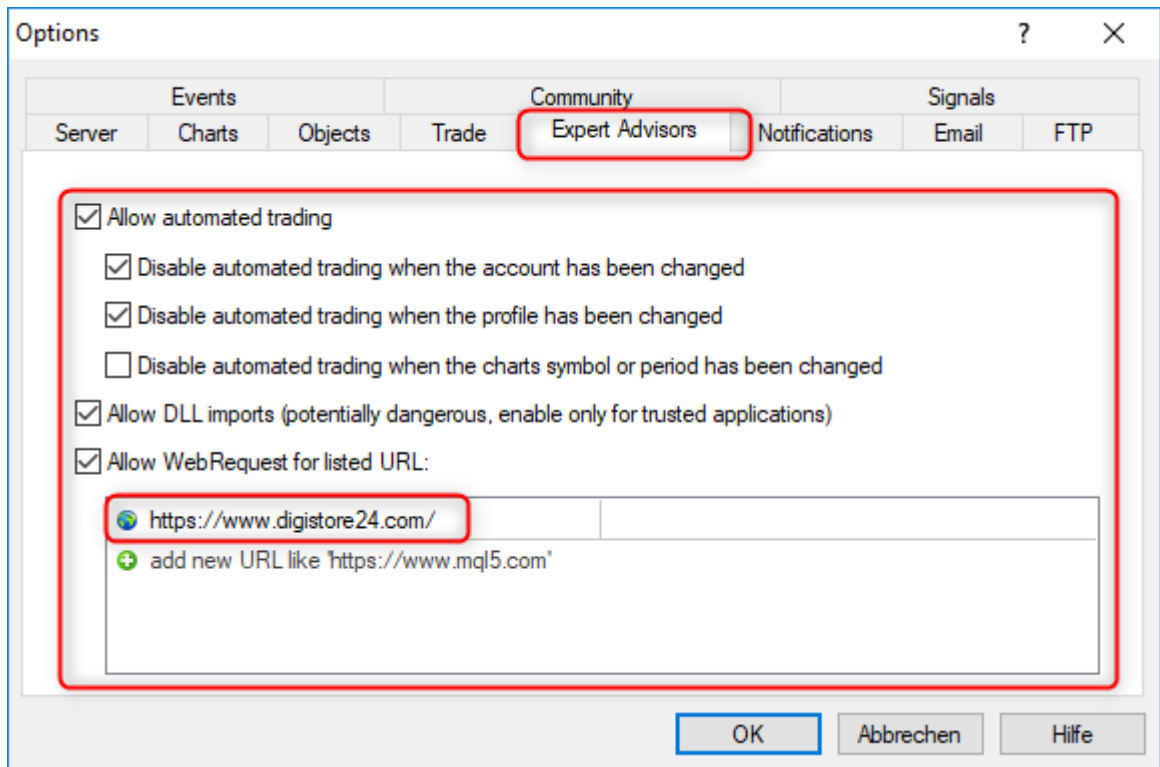 Options
Events Community Signals
Server Charts Objects Trade Expert Advisors Notifications Email FTP
Allow automated trading
Disable automated trading when the account has been changed
Disable automated trading when the profile has been changed
Disable automated trading when the charts symbol or period has been changed
Allow DLL imports (potentially dangerous, enable only for trusted applications)
Allow WebRequest for listed URL:
https://www.digistore24.com/
add new URL like 'https://www.mql5.com'
OK Abbrechen Hilfe